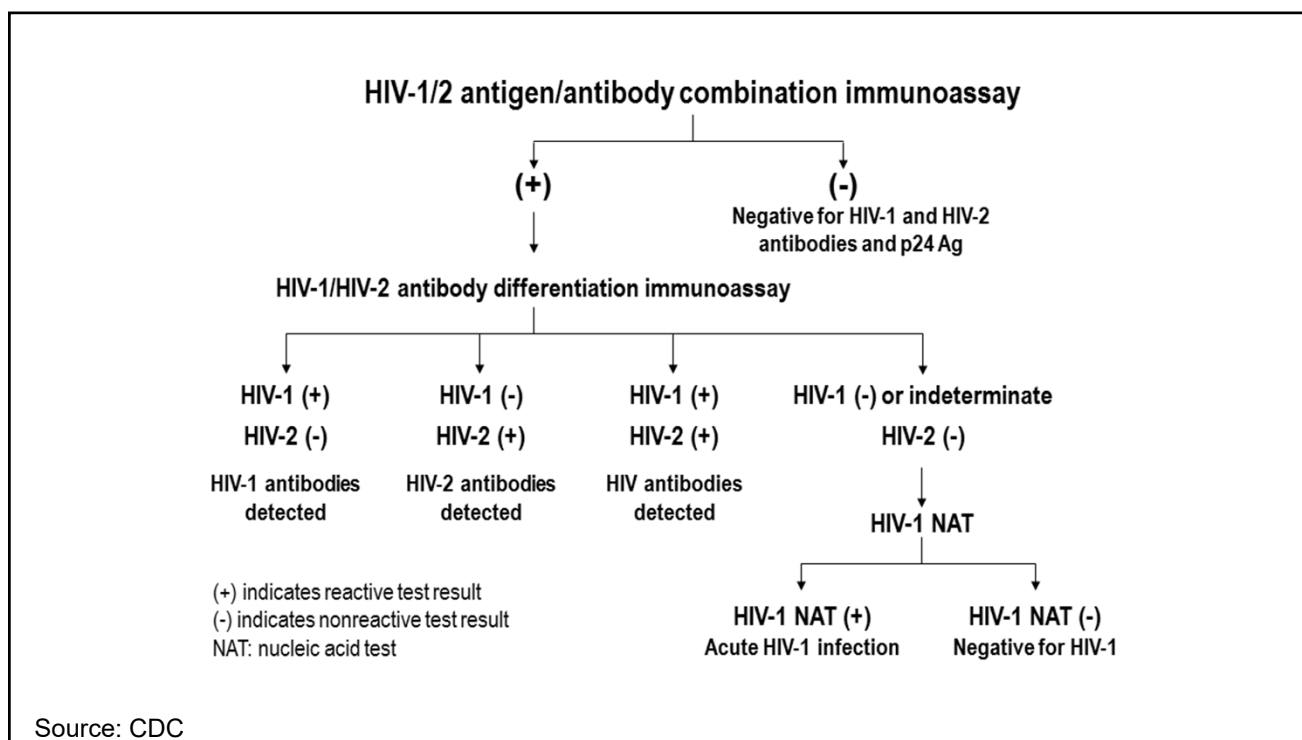 HIV-1/2 antigen/antibody combination immunoassay
(+)
(-)
Negative for HIV-1 and HIV-2
antibodies and p24 Ag
HIV-1/HIV-2 antibody differentiation immunoassay
HIV-1 (+)
HIV-2 (-)
HIV-1 antibodies
detected
HIV-1 (-)
HIV-2 (+)
HIV-2 antibodies
detected
HIV-1 (+)
HIV-2 (+)
HIV antibodies
detected
HIV-1 (-) or indeterminate
HIV-2 (-)
HIV-1 NAT
HIV-1 NAT (+)
Acute HIV-1 infection
HIV-1 NAT (-)
Negative for HIV-1
(+) indicates reactive test result
(-) indicates nonreactive test result
NAT: nucleic acid test
Source: CDC